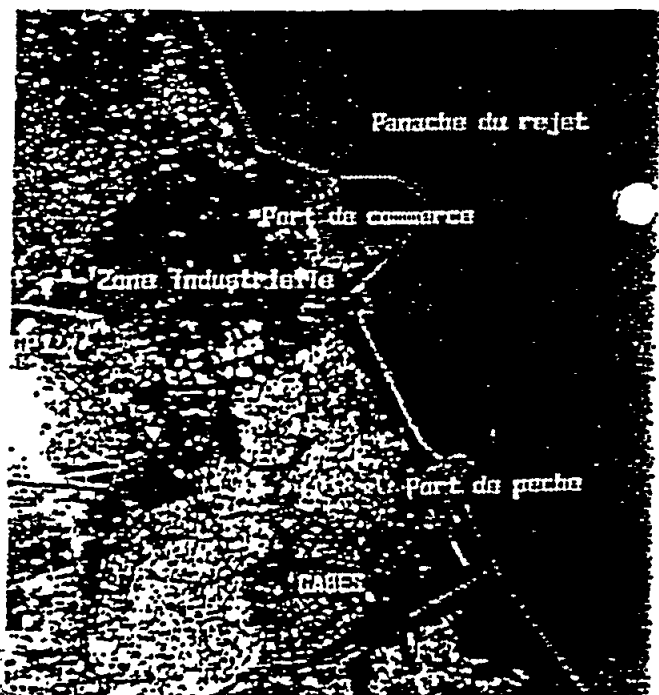 Panache du rejet
Port de commerce
Zone industrielle
Port de peche
GABES